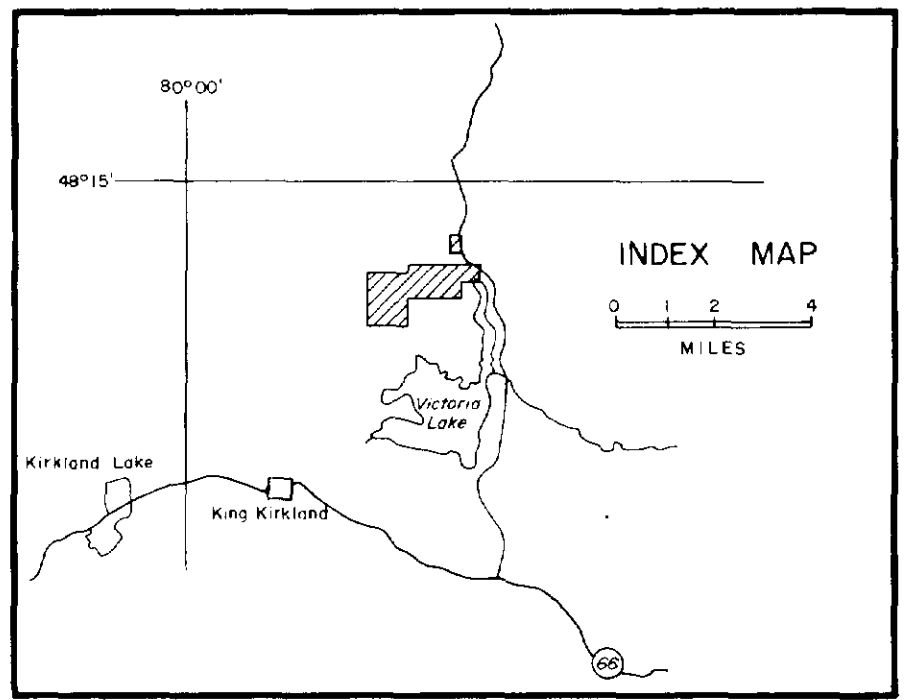 80°00'
48°15'
INDEX MAP
0 1 2 4
MILES
Victoria
Lake
Kirkland Lake
King Kirkland
66